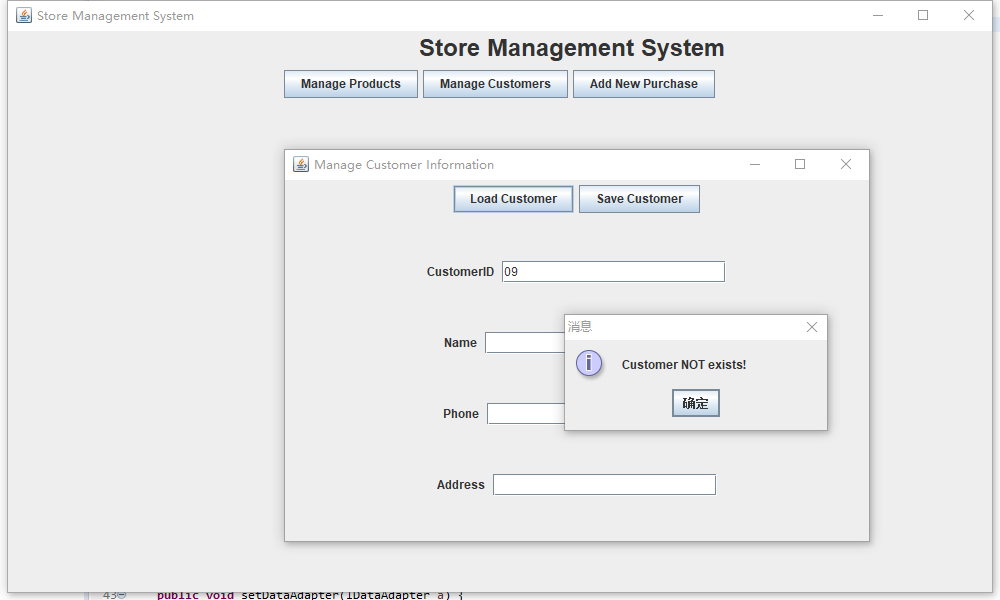 Store Management System
Store Management System
Manage Products Manage Customers Add New Purchase
Manage Customer Information
Load Customer Save Customer
CustomerID 09
消息
Name
Customer NOT exists!
确定
Phone
Address
43 public void setDataAdapter(IDataAdapter a) {